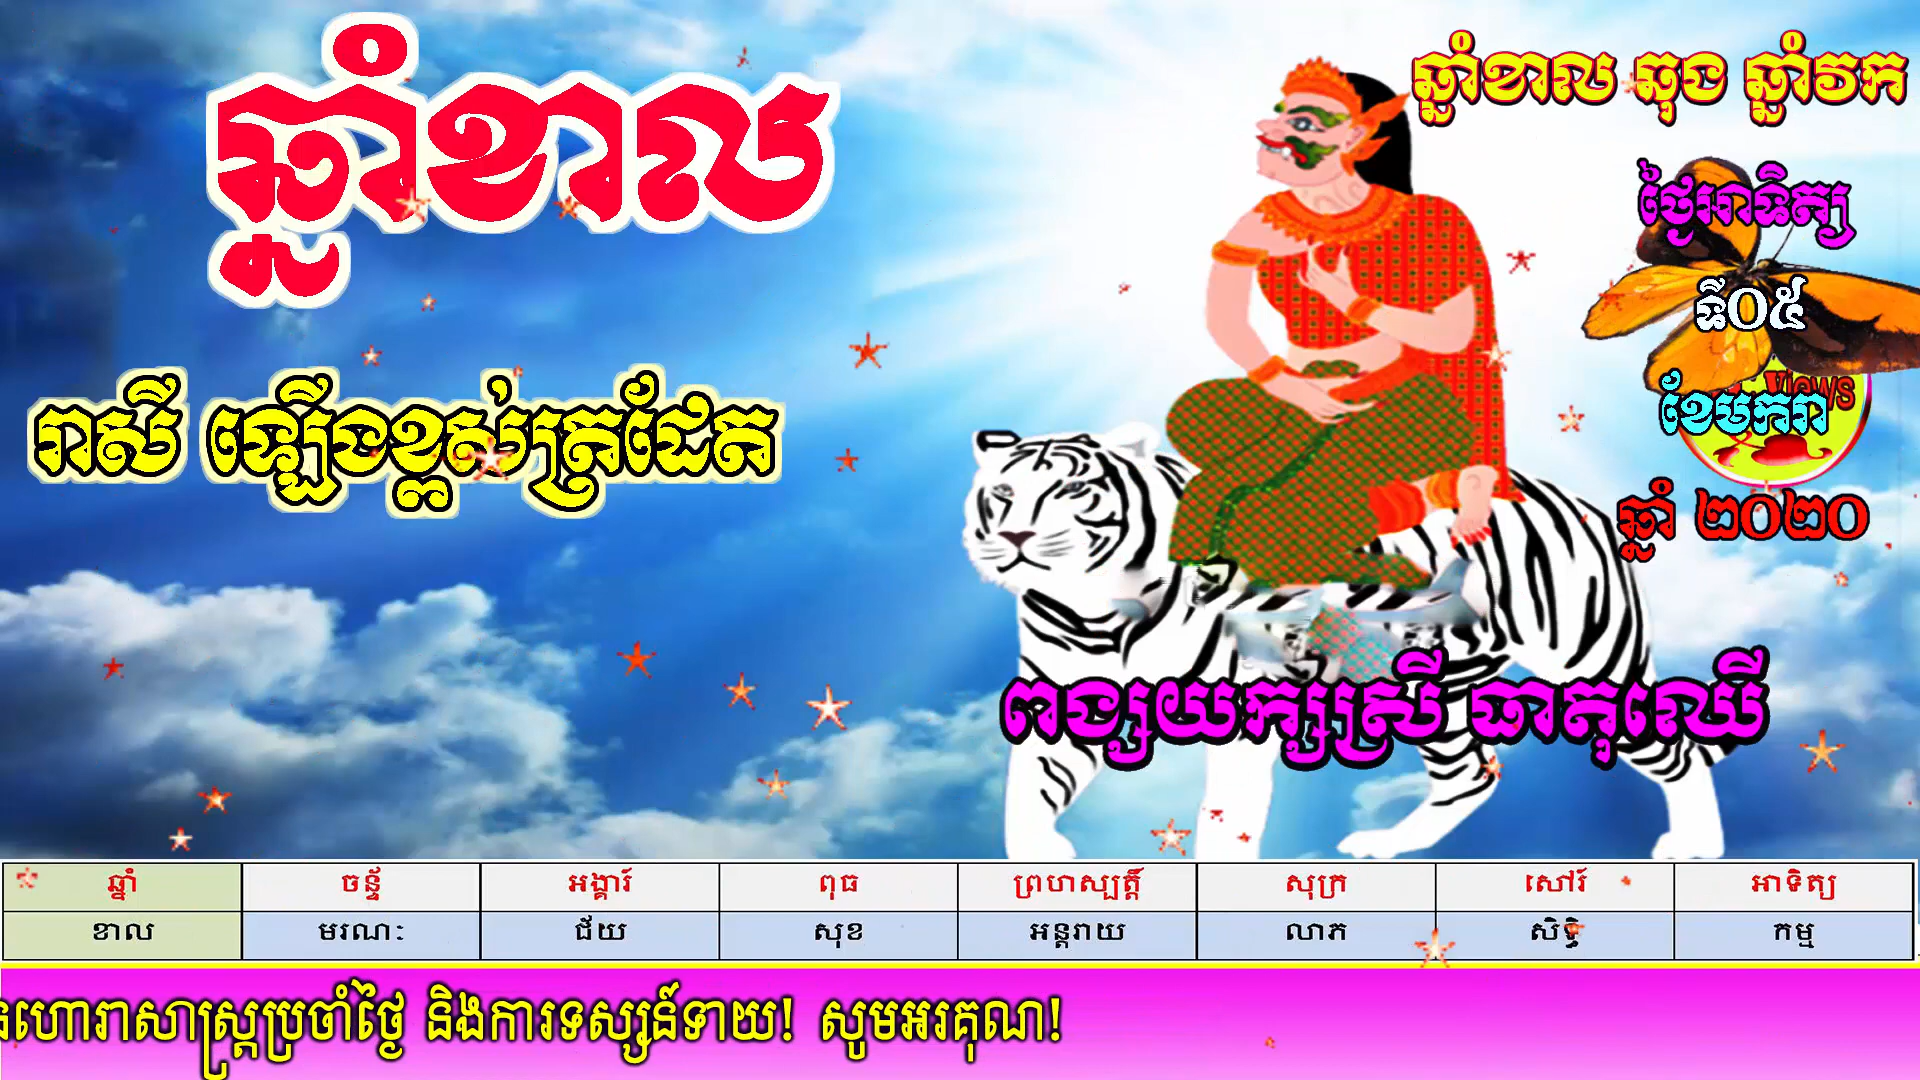 ឆ្នាំខាល
រាសី ឡើងខ្ពស់ត្រដែត
ឆ្នាំខាល ឆុង ឆ្នាំវក
ថ្ងៃអាទិត្យ
ទី០៥
ខែមករា
ឆ្នាំ ២០២០
ពង្សយក្សស្រី ធាតុឈើ
ឆ្នាំ ចន្ទ័ អង្គារ៍ ពុធ ព្រហស្បត្តិ៍ សុក្រ សៅរ៍ អាទិត្យ
ខាល មរណៈ ជ័យ សុខ អន្តរាយ លាភ សិទ្ធិ កម្ម
ហោរាសាស្រ្តប្រចាំថ្ងៃ និងការទស្សន៍ទាយ! សូមអរគុណ!